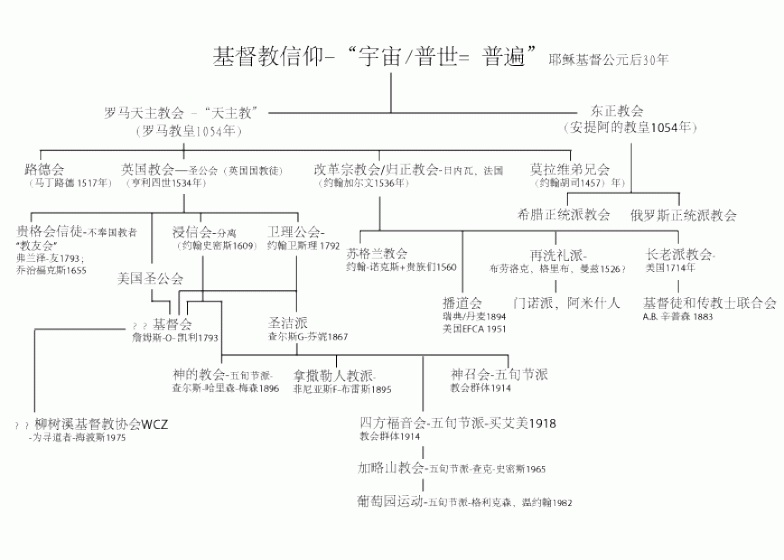 基督教信仰-“宇宙/普世= 普遍” 耶稣基督公元后30年
罗马天主教会 -“天主教”
(罗马教皇1054年)
东正教会
(安提阿的教皇1054年)
路德会
(马丁路德 1517年)
英国教会—圣公会 (英国国教徒)
(亨利四世1534年)
改革宗教会/归正教会-日内瓦、法国
(约翰加尔文1536年)
莫拉维弟兄会
(约翰胡司1457) 年)
希腊正统派教会
俄罗斯正统派教会
贵格会信徒-不奉国教者
“教友会”
弗兰泽-友1793;
乔治福克斯1655
浸信会-分离
(约翰史密斯1609)
卫理公会-
约翰卫斯理 1792
苏格兰教会
约翰-诺克斯+贵族们1560
再洗礼派-
布劳洛克、格里布、曼兹1526?
长老派教会-
美国1714年
美国圣公会
播道会
瑞典/丹麦1894
美国EFCA 1951
门诺派，阿米什人
基督徒和传教士联合会
A.B. 辛普森 1883
? ? 基督会
詹姆斯-O-凯利1793
圣洁派
查尔斯G-芬妮1867
神的教会-五旬节派-
查尔斯-哈里森-梅森1896
拿撒勒人教派-
菲尼亚斯F-布雷斯1895
神召会-五旬节派
教会群体1914
? ? 柳树溪基督教协会WCZ
-为寻道者-海波斯1975
四方福音会-五旬节派-买艾美1918
教会群体1914
加略山教会-五旬节派-查克-史密斯1965
葡萄园运动-五旬节派-格利克森、温约翰1982